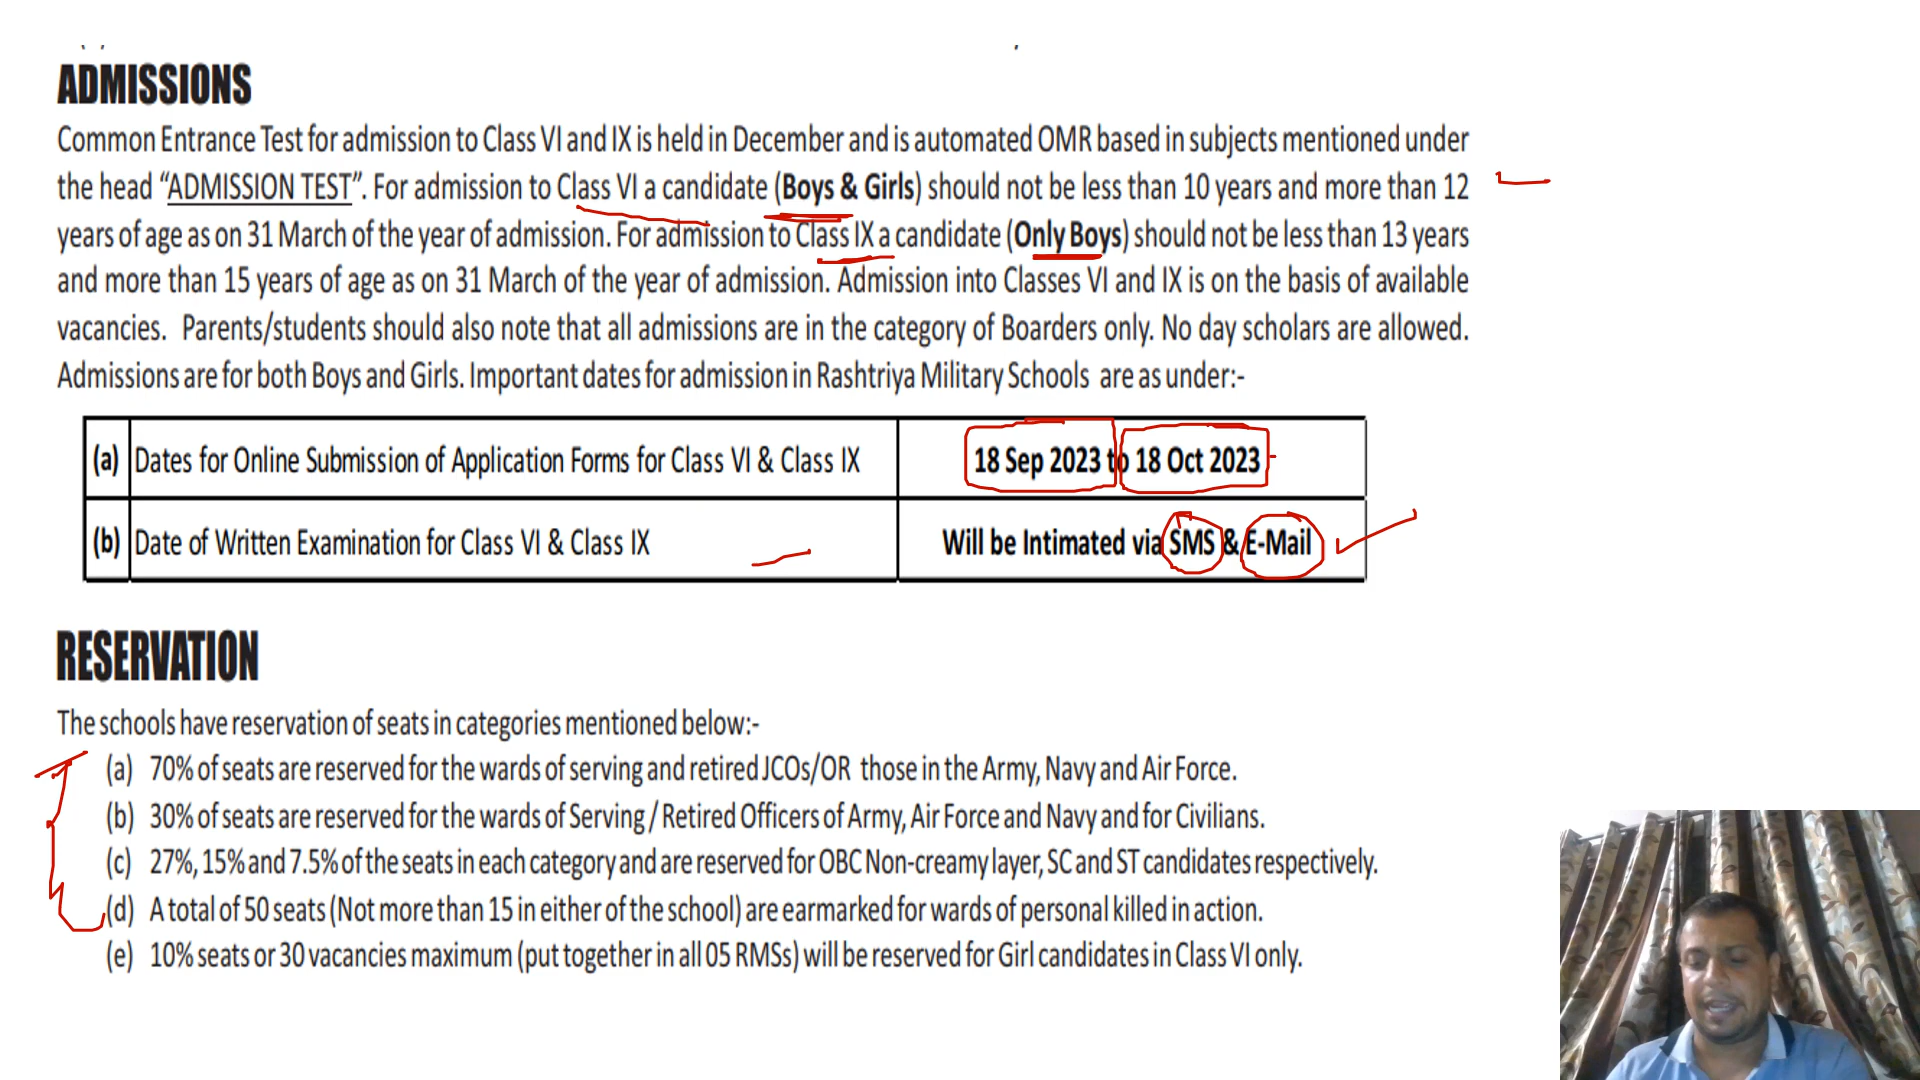 ADMISSIONS
Common Entrance Test for admission to Class VI and IX is held in December and is automated OMR based in subjects mentioned under
the head “ADMISSION TEST”. For admission to Class VI a candidate (Boys & Girls) should not be less than 10 years and more than 12
years of age as on 31 March of the year of admission. For admission to Class IX a candidate (Only Boys) should not be less than 13 years
and more than 15 years of age as on 31 March of the year of admission. Admission into Classes VI and IX is on the basis of available
vacancies. Parents/students should also note that all admissions are in the category of Boarders only. No day scholars are allowed.
Admissions are for both Boys and Girls. Important dates for admission in Rashtriya Military Schools are as under:-
(a) Dates for Online Submission of Application Forms for Class VI & Class IX 18 Sep 2023 to 18 Oct 2023
(b) Date of Written Examination for Class VI & Class IX Will be Intimated via SMS & E-Mail
RESERVATION
The schools have reservation of seats in categories mentioned below:-
(a) 70% of seats are reserved for the wards of serving and retired JCOs/OR those in the Army, Navy and Air Force.
(b) 30% of seats are reserved for the wards of Serving / Retired Officers of Army, Air Force and Navy and for Civilians.
(c) 27%, 15% and 7.5% of the seats in each category and are reserved for OBC Non-creamy layer, SC and ST candidates respectively.
(d) A total of 50 seats (Not more than 15 in either of the school) are earmarked for wards of personal killed in action.
(e) 10% seats or 30 vacancies maximum (put together in all 05 RMSs) will be reserved for Girl candidates in Class VI only.